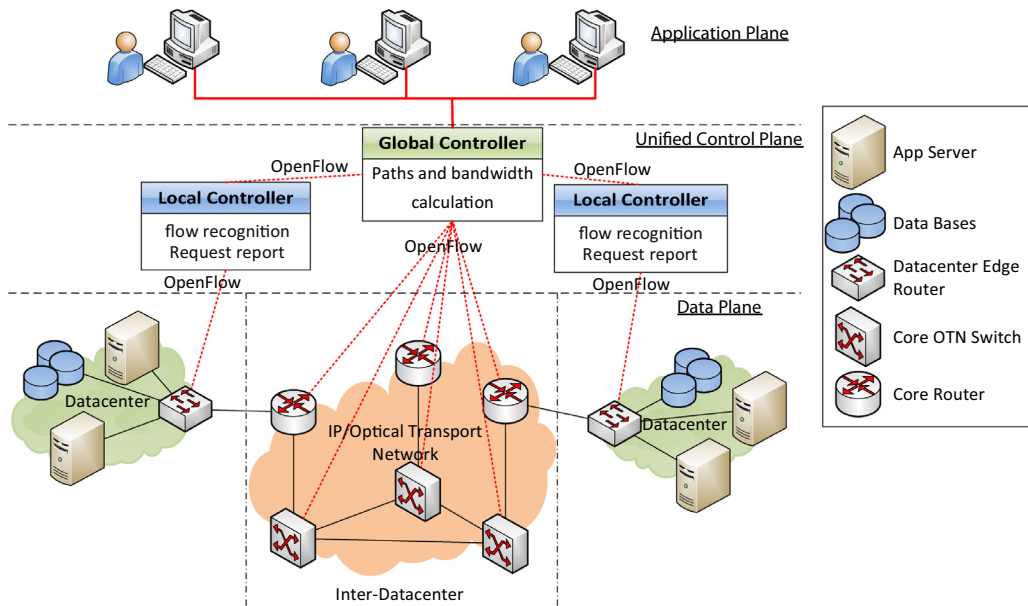 Application Plane
Unified Control Plane
Global Controller
Paths and bandwidth
calculation
OpenFlow
OpenFlow
Local Controller
flow recognition
Request report
Local Controller
flow recognition
Request report
OpenFlow
OpenFlow
OpenFlow
Data Plane
Datacenter
IP/Optical Transport
Network
Datacenter
Inter-Datacenter
App Server
Data Bases
Datacenter Edge
Router
Core OTN Switch
Core Router